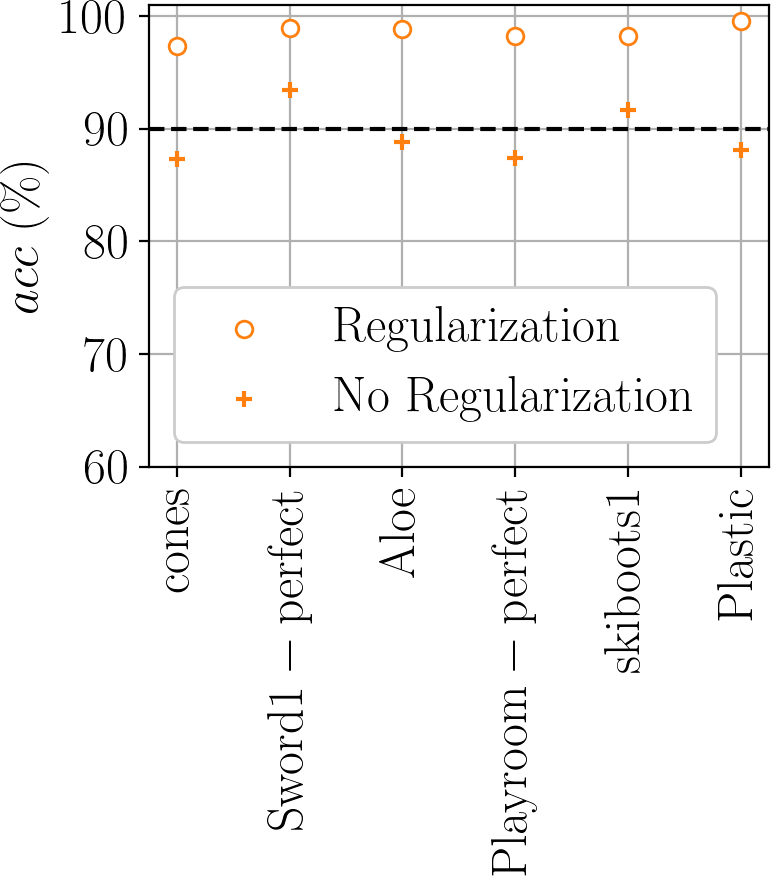 100
90
80
70
60
acc (%)
Regularization
No Regularization
cones
Sword1 − perfect
Aloe
Playroom − perfect
skiboots1
Plastic